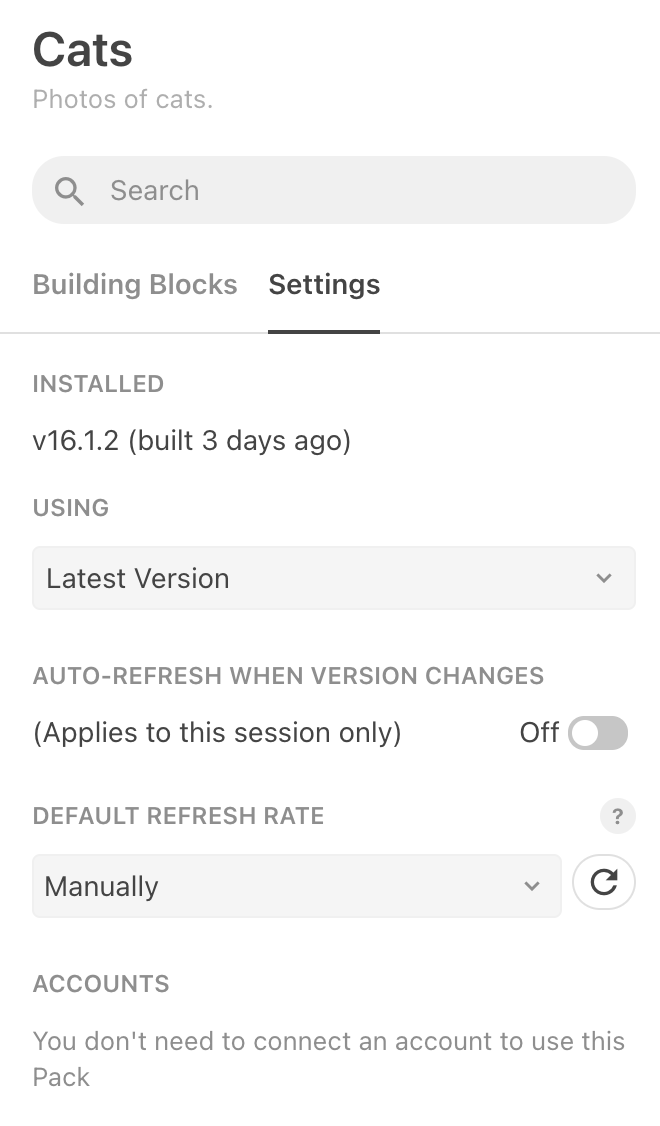 Cats
Photos of cats.
Search
Building Blocks Settings
INSTALLED
v16.1.2 (built 3 days ago)
USING
Latest Version
AUTO-REFRESH WHEN VERSION CHANGES
(Applies to this session only) Off
DEFAULT REFRESH RATE ?
Manually
ACCOUNTS
You don't need to connect an account to use this
Pack